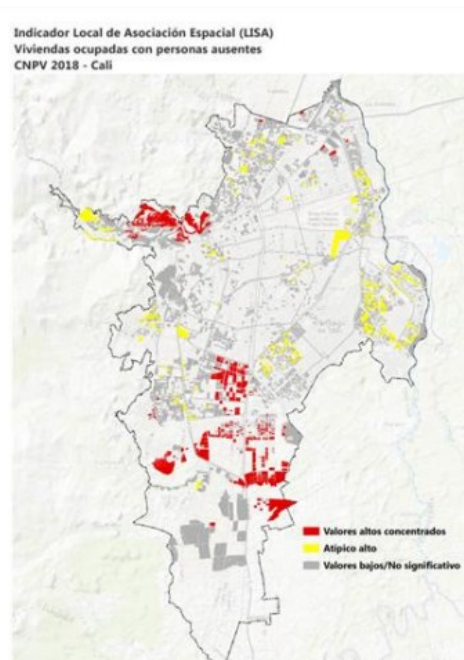 Indicador Local de Asociación Espacial (LISA)
Viviendas ocupadas con personas ausentes
CNPV 2018 - Cali
Valores altos concentrados
Atípico alto
Valores bajos/No significativo